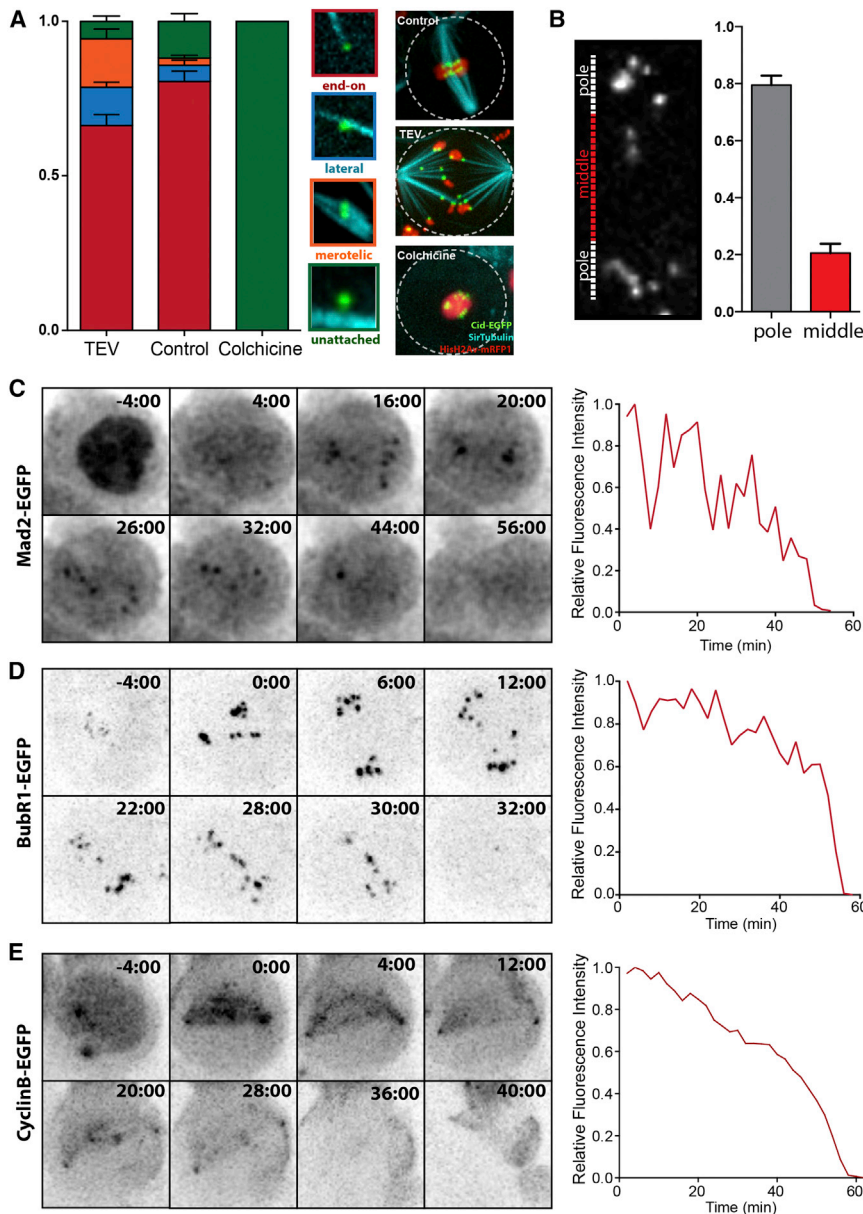 A
1.0
0.5
0.0
TEV
Control
Colchicine
end-on
lateral
merotelic
unattached
Control
TEV
Colchicine
Cid-EGFP
SirTubulin
HisH2Av-mRFP1
B
pole
middle
pole
1.0
0.8
0.6
0.4
0.2
0.0
pole
middle
C
Mad2-EGFP
-4:00
4:00
16:00
20:00
26:00
32:00
44:00
56:00
Relative Fluorescence Intensity
1.0
0.8
0.6
0.4
0.2
0.0
0
20
40
60
Time (min)
D
BubR1-EGFP
-4:00
0:00
6:00
12:00
22:00
28:00
30:00
32:00
Relative Fluorescence Intensity
1.0
0.8
0.6
0.4
0.2
0.0
0
20
40
60
Time (min)
E
CyclinB-EGFP
-4:00
0:00
4:00
12:00
20:00
28:00
36:00
40:00
Relative Fluorescence Intensity
1.0
0.8
0.6
0.4
0.2
0.0
0
20
40
60
Time (min)